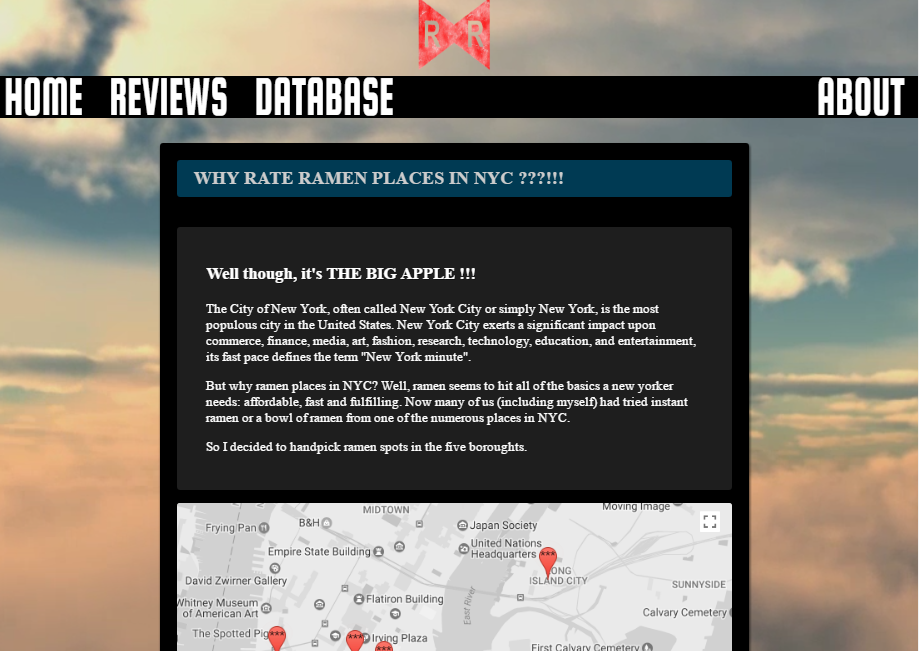 R R
HOME REVIEWS DATABASE ABOUT
WHY RATE RAMEN PLACES IN NYC ???!!!
Well though, it's THE BIG APPLE !!!
The City of New York, often called New York City or simply New York, is the most
populous city in the United States. New York City exerts a significant impact upon
commerce, finance, media, art, fashion, research, technology, education, and entertainment,
its fast pace defines the term "New York minute".
But why ramen places in NYC? Well, ramen seems to hit all of the basics a new yorker
needs: affordable, fast and fulfilling. Now many of us (including myself) had tried instant
ramen or a bowl of ramen from one of the numerous places in NYC.
So I decided to handpick ramen spots in the five boroughts.
MIDTOWN
Moving Image
Frying Pan
B&H
Japan Society
United Nations
Headquarters
Empire State Building
***
ONG
ISLAND CITY
David Zwirner Gallery
SUNNYSIDE
Whitney Museum
of American Art
Flatiron Building
East River
Calvary Cemetery
The Spotted Pig
***
***
Irving Plaza
***
First Calvary Cemetery